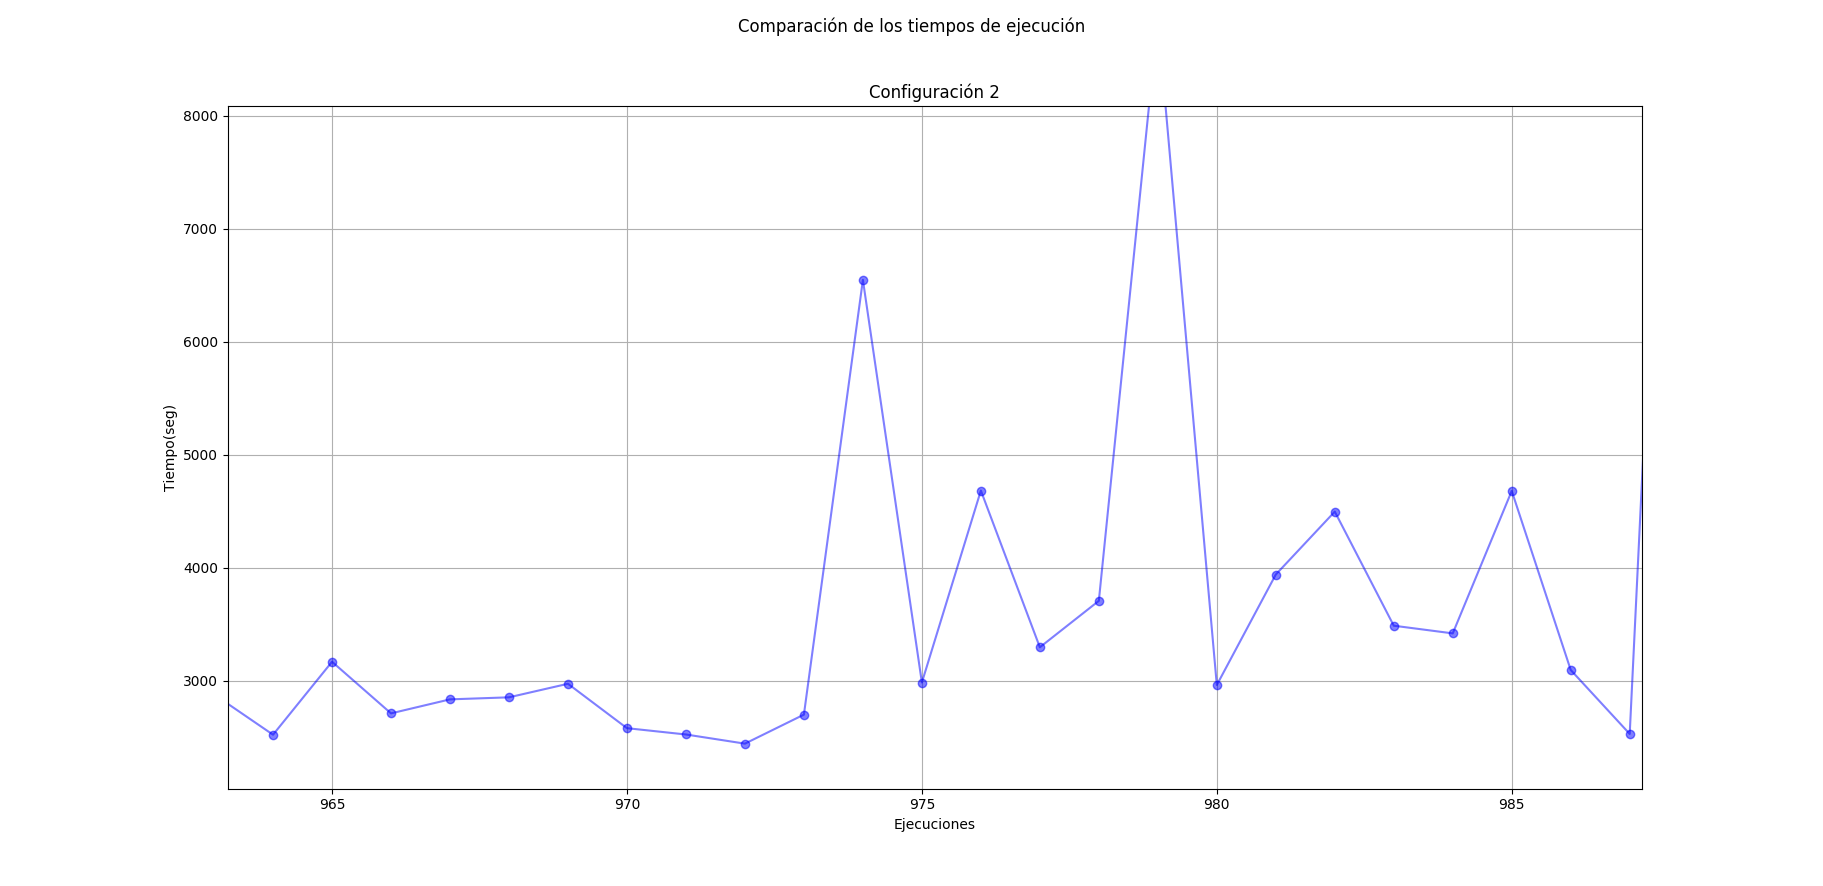 Comparación de los tiempos de ejecución
Configuración 2
8000
7000
6000
5000
4000
3000
Tiempo(seg)
965 970 975 980 985
Ejecuciones